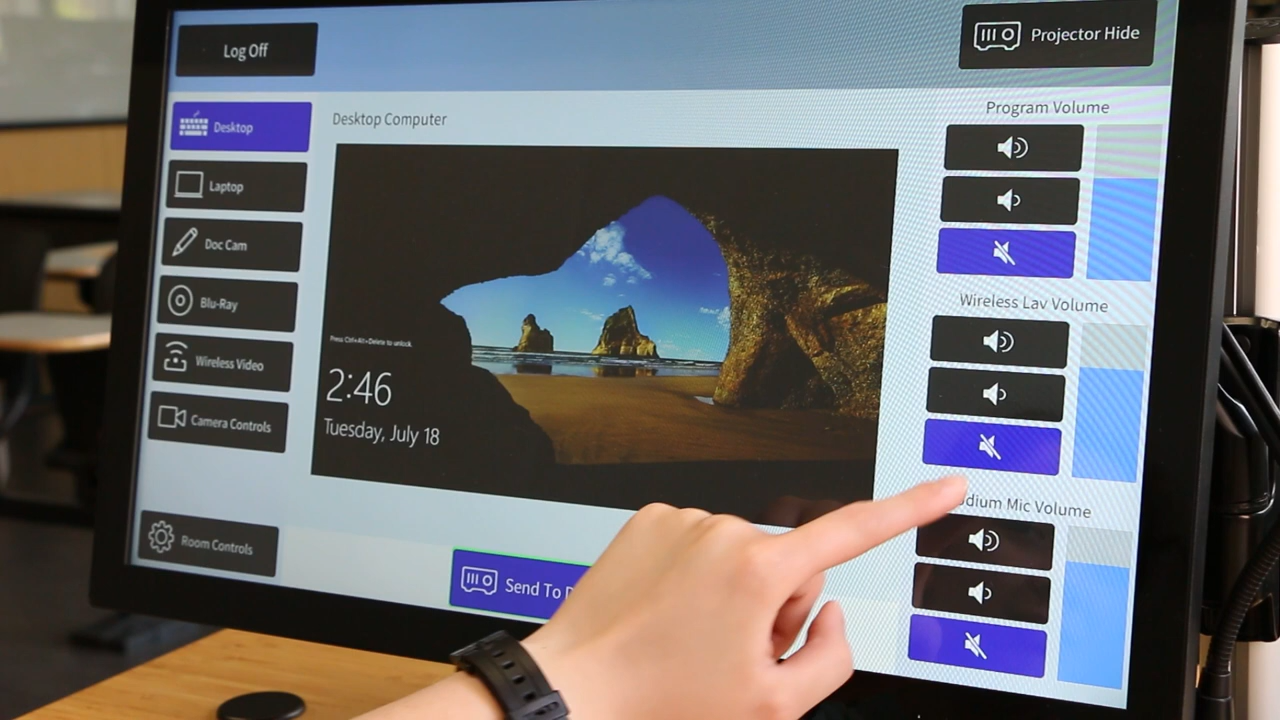 Log Off
Projector Hide
Desktop
Laptop
Doc Cam
Blu-Ray
Wireless Video
Camera Controls
Room Controls
Desktop Computer
Press Ctrl+Alt+Delete to unlock.
2:46
Tuesday, July 18
Send To
Program Volume
Wireless Lav Volume
Mic Volume